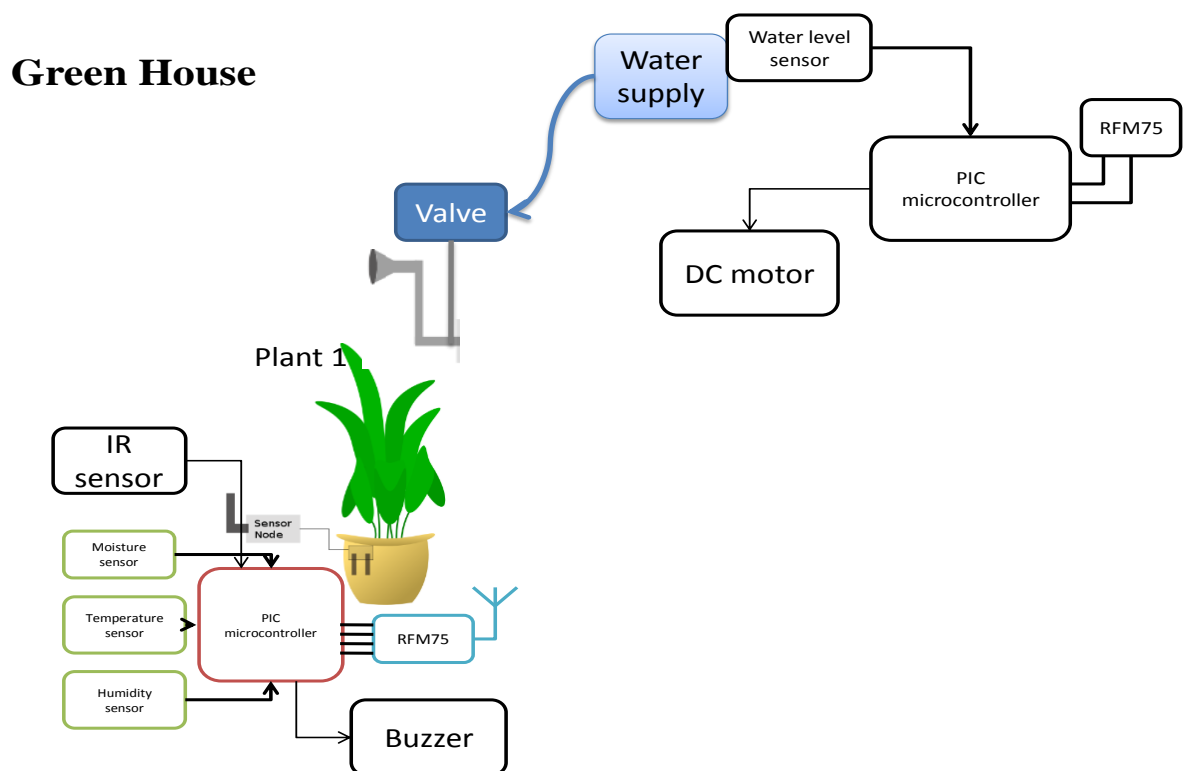 Green House
Water
supply
Water level
sensor
RFM75
PIC
microcontroller
Valve
DC motor
Plant 1
IR
sensor
Sensor
Node
Moisture
sensor
Temperature
sensor
PIC
microcontroller
RFM75
Humidity
sensor
Buzzer